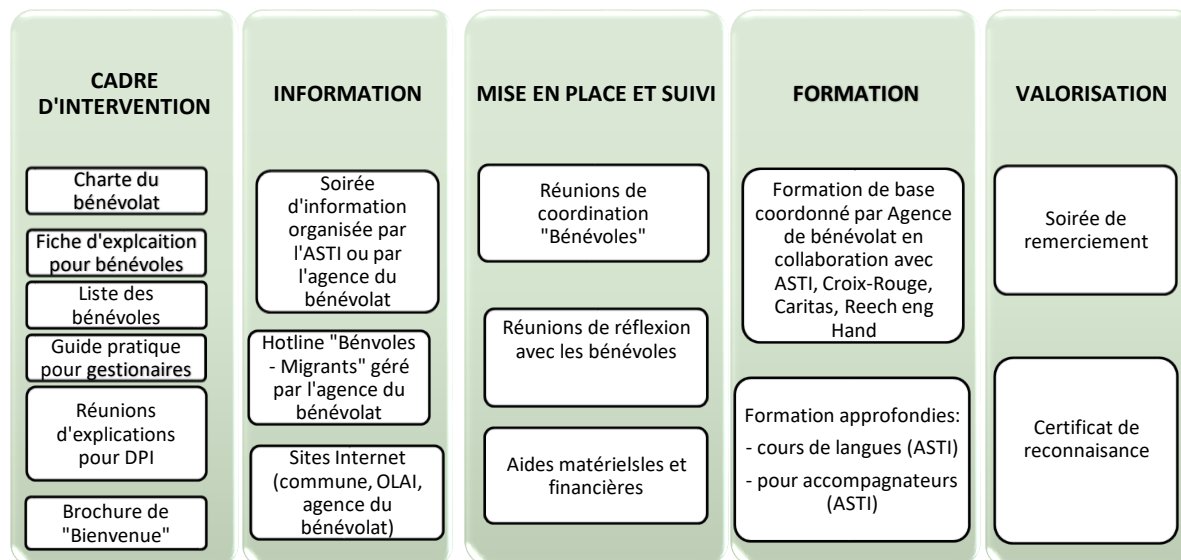 CADRE
D'INTERVENTION
Charte du
bénévolat
Fiche d'explcaition
pour bénévoles
Liste des
bénévoles
Guide pratique
pour gestionaires
Réunions
d'explications
pour DPI
Brochure de
"Bienvenue"
INFORMATION
Soirée
d'information
organisée par
l'ASTI ou par
l'agence du
bénévolat
Hotline "Bénvoles
- Migrants" géré
par l'agence du
bénévolat
Sites Internet
(commune, OLAI,
agence du
bénévolat)
MISE EN PLACE ET SUIVI
Réunions de
coordination
"Bénévoles"
Réunions de réflexion
avec les bénévoles
Aides matérielsles et
financières
FORMATION
Formation de base
coordonné par Agence
de bénévolat en
collaboration avec
ASTI, Croix-Rouge,
Caritas, Reech eng
Hand
Formation approfondies:
- cours de langues (ASTI)
- pour accompagnateurs
(ASTI)
VALORISATION
Soirée de
remerciement
Certificat de
reconnaisance